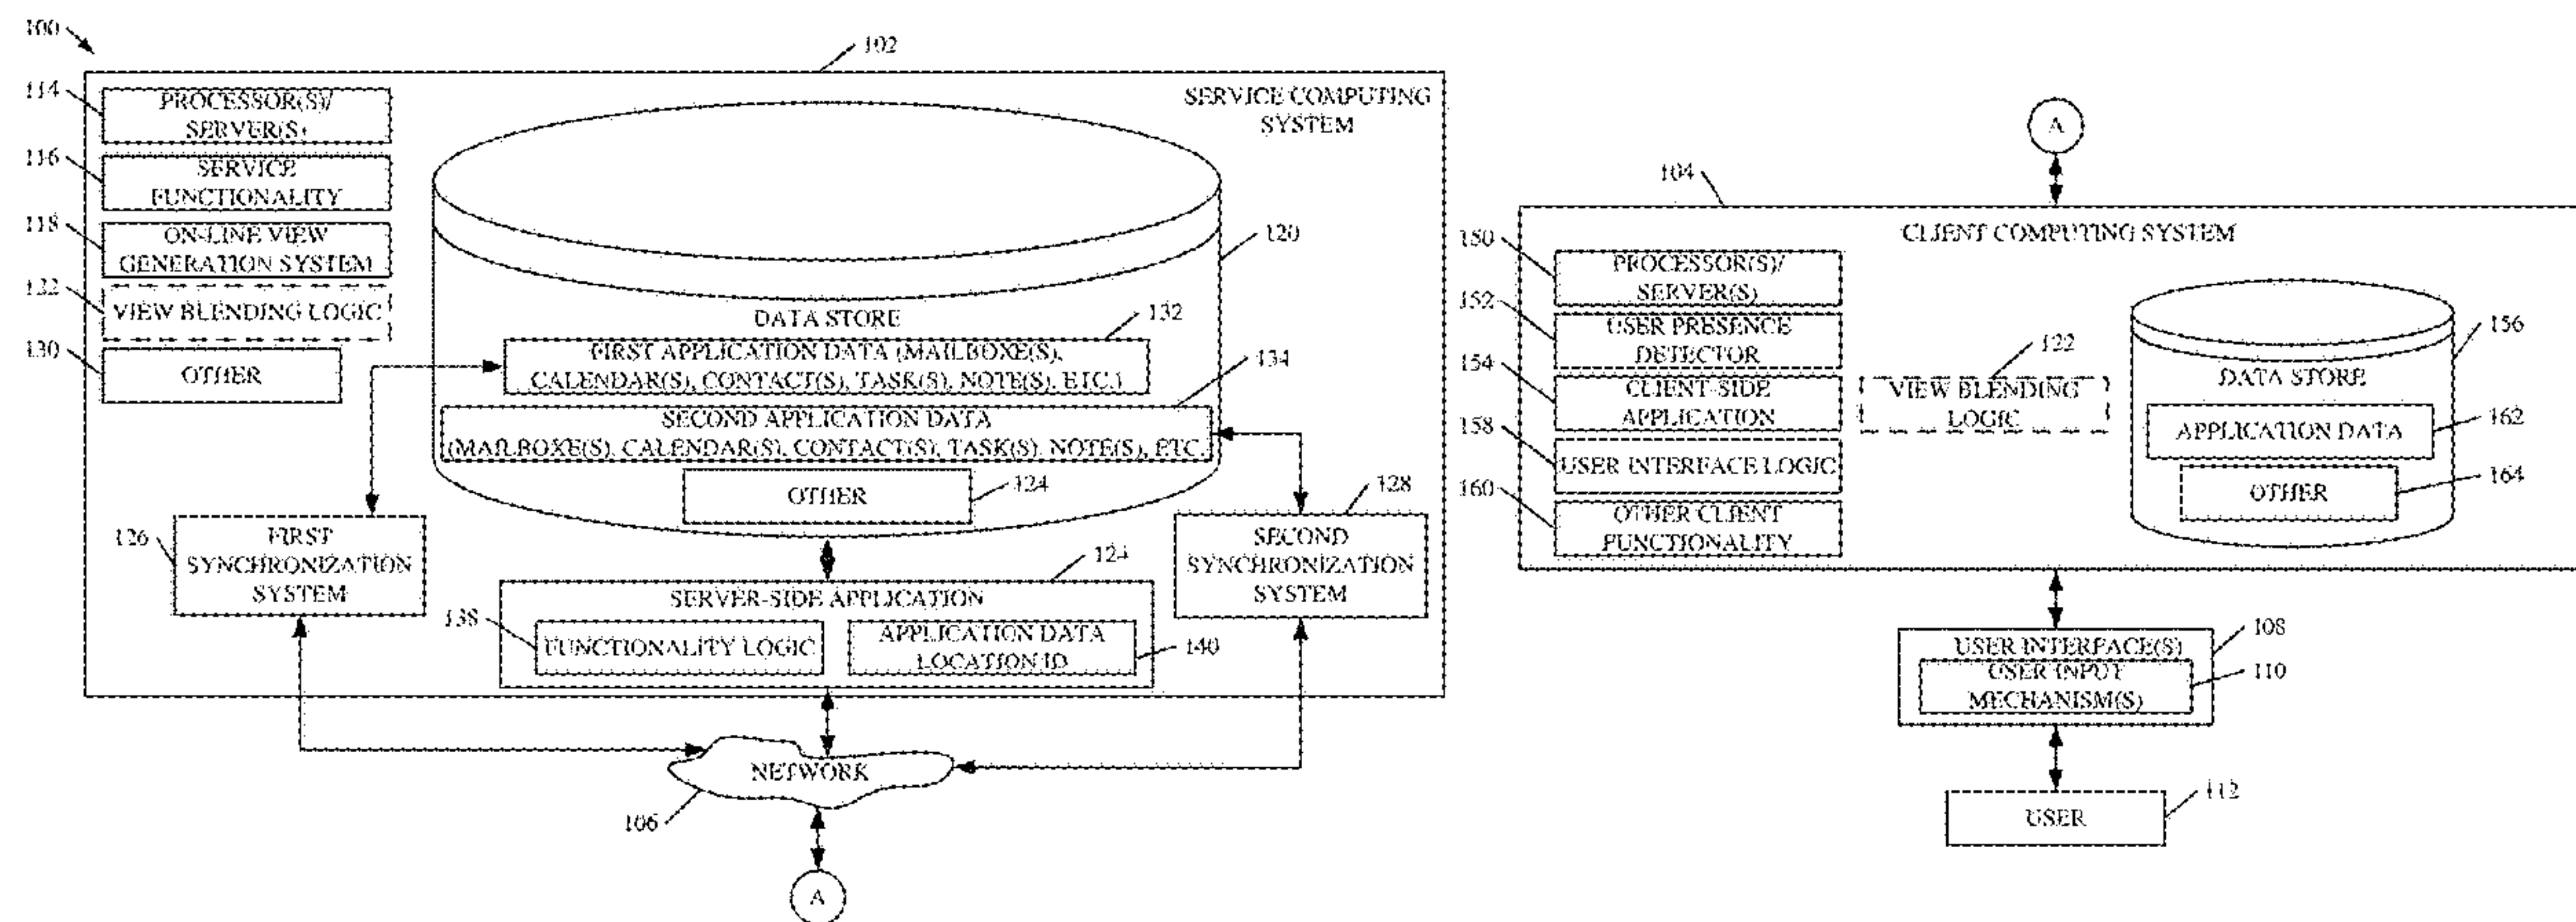 100
102
114
PROCESSOR(S)/
SERVER(S)
SERVICE COMPUTING
SYSTEM
116
SERVICE
FUNCTIONALITY
118
ON-LINE VIEW
GENERATION SYSTEM
120
122
VIEW BLENDING LOGIC
130
OTHER
DATA STORE
132
FIRST APPLICATION DATA (MAILBOXE(S),
CALENDAR(S), CONTACT(S), TASK(S), NOTE(S), ETC.)
134
SECOND APPLICATION DATA
(MAILBOXE(S), CALENDAR(S), CONTACT(S), TASK(S). NOTE(S), ETC.
OTHER
124
126
FIRST
SYNCHRONIZATION
SYSTEM
128
SECOND
SYNCHRONIZATION
SYSTEM
124
SERVER-SIDE APPLICATION
138
FUNCTIONALITY LOGIC
APPLICATION DATA
LOCATION ID
140
NETWORK
106
A
A
104
CLIENT COMPUTING SYSTEM
150
PROCESSOR(S)/
SERVER(S)
152
USER PRESENCE
DETECTOR
154
CLIENT-SIDE
APPLICATION
122
VIEW BLENDING
LOGIC
156
DATA STORE
APPLICATION DATA
162
OTHER
164
158
USER INTERFACE LOGIC
160
OTHER CLIENT
FUNCTIONALITY
USER INTERFACE(S)
108
USER INPUT
MECHANISM(S)
110
USER
112